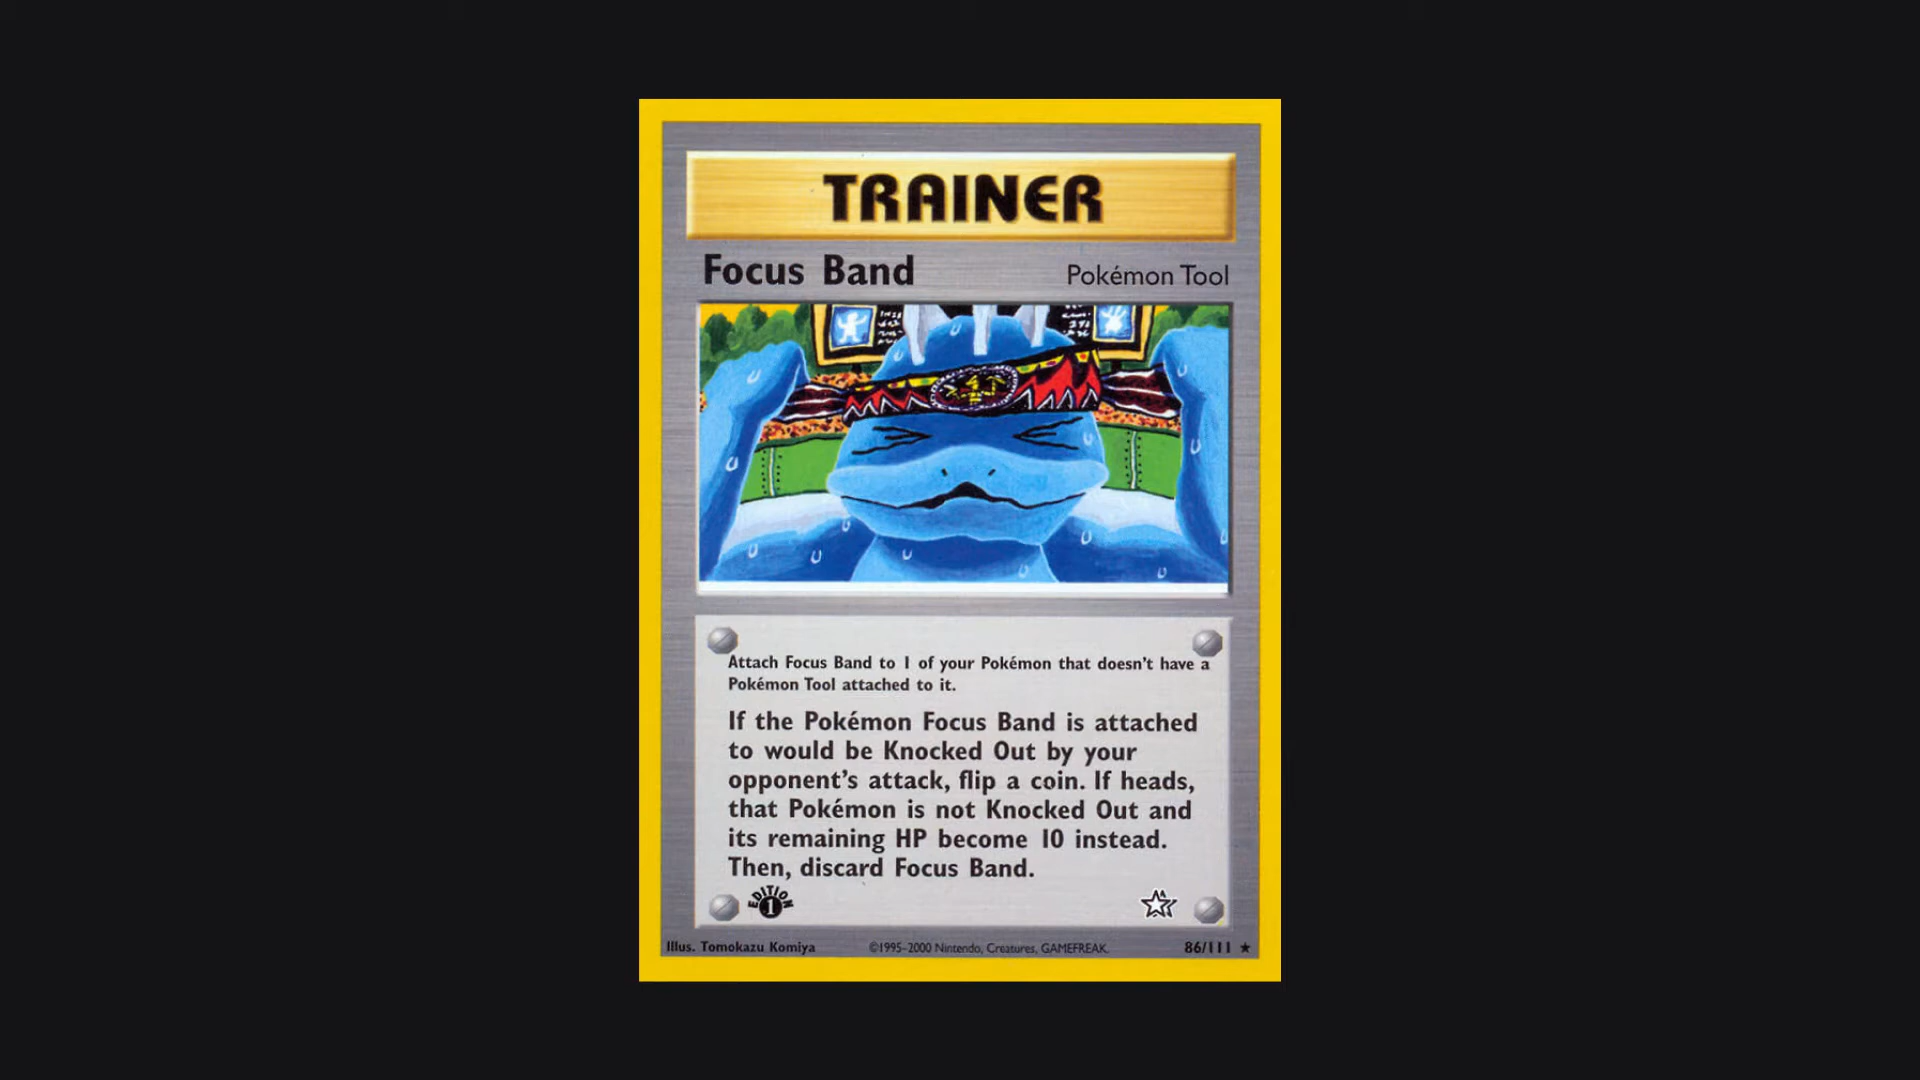 TRAINER
Focus Band Pokémon Tool
Attach Focus Band to 1 of your Pokémon that doesn't have a
Pokémon Tool attached to it.
If the Pokémon Focus Band is attached
to would be Knocked Out by your
opponent's attack, flip a coin. If heads,
that Pokémon is not Knocked Out and
its remaining HP become 10 instead.
Then, discard Focus Band.
EDITION
1
Illus. Tomokazu Komiya ©1995-2000 Nintendo, Creatures, GAMEFREAK. 86/111 ★